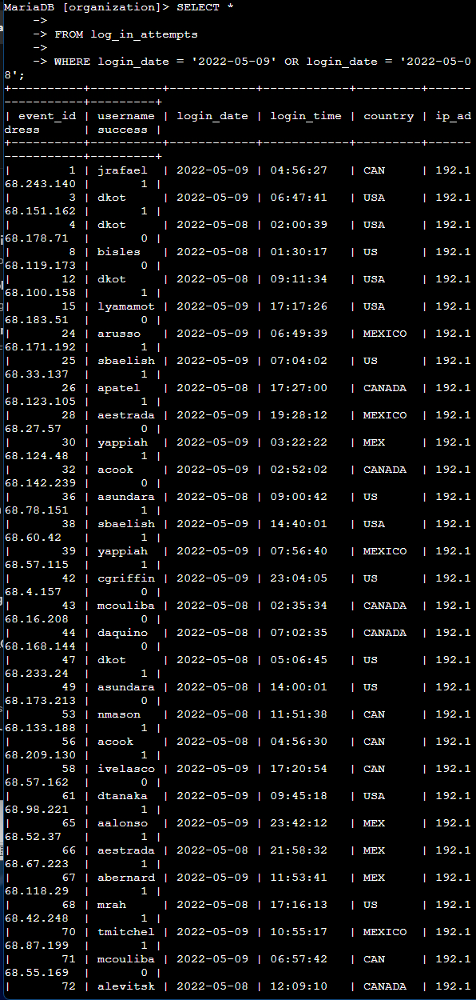 MariaDB [organization]> SELECT *
    ->
    -> FROM log_in_attempts
    ->
    -> WHERE login_date = '2022-05-09' OR login_date = '2022-05-0
8';
+----------+----------+------------+------------+---------+------
-----------+---------+
| event_id | username | login_date | login_time | country | ip_ad
dress      | success |
+----------+----------+------------+------------+---------+------
-----------+---------+
|        1 | jrafael  | 2022-05-09 | 04:56:27   | CAN     | 192.1
68.243.140 |       1 |
|        3 | dkot     | 2022-05-09 | 06:47:41   | USA     | 192.1
68.151.162 |       1 |
|        4 | dkot     | 2022-05-08 | 02:00:39   | USA     | 192.1
68.178.71  |       0 |
|        8 | bisles   | 2022-05-08 | 01:30:17   | US      | 192.1
68.119.173 |       0 |
|       12 | dkot     | 2022-05-08 | 09:11:34   | USA     | 192.1
68.100.158 |       1 |
|       15 | lyamamot | 2022-05-09 | 17:17:26   | USA     | 192.1
68.183.51  |       0 |
|       24 | arusso   | 2022-05-09 | 06:49:39   | MEXICO  | 192.1
68.171.192 |       1 |
|       25 | sbaelish | 2022-05-09 | 07:04:02   | US      | 192.1
68.33.137  |       1 |
|       26 | apatel   | 2022-05-08 | 17:27:00   | CANADA  | 192.1
68.123.105 |       1 |
|       28 | aestrada | 2022-05-09 | 19:28:12   | MEXICO  | 192.1
68.27.57   |       0 |
|       30 | yappiah  | 2022-05-09 | 03:22:22   | MEX     | 192.1
68.124.48  |       1 |
|       32 | acook    | 2022-05-09 | 02:52:02   | CANADA  | 192.1
68.142.239 |       0 |
|       36 | asundara | 2022-05-08 | 09:00:42   | US      | 192.1
68.78.151  |       1 |
|       38 | sbaelish | 2022-05-09 | 14:40:01   | USA     | 192.1
68.60.42   |       1 |
|       39 | yappiah  | 2022-05-09 | 07:56:40   | MEXICO  | 192.1
68.57.115  |       1 |
|       42 | cgriffin | 2022-05-09 | 23:04:05   | US      | 192.1
68.4.157   |       0 |
|       43 | mcouliba | 2022-05-08 | 02:35:34   | CANADA  | 192.1
68.16.208  |       0 |
|       44 | daquino  | 2022-05-08 | 07:02:35   | CANADA  | 192.1
68.168.144 |       0 |
|       47 | dkot     | 2022-05-08 | 05:06:45   | US      | 192.1
68.233.24  |       1 |
|       49 | asundara | 2022-05-08 | 14:00:01   | US      | 192.1
68.173.213 |       0 |
|       53 | nmason   | 2022-05-08 | 11:51:38   | CAN     | 192.1
68.133.188 |       1 |
|       56 | acook    | 2022-05-08 | 04:56:30   | CAN     | 192.1
68.209.130 |       1 |
|       58 | ivelasco | 2022-05-09 | 17:20:54   | CAN     | 192.1
68.57.162  |       0 |
|       61 | dtanaka  | 2022-05-09 | 09:45:18   | USA     | 192.1
68.98.221  |       1 |
|       65 | aalonso  | 2022-05-09 | 23:42:12   | MEX     | 192.1
68.52.37   |       1 |
|       66 | aestrada | 2022-05-08 | 21:58:32   | MEX     | 192.1
68.67.223  |       1 |
|       67 | abernard | 2022-05-09 | 11:53:41   | MEX     | 192.1
68.118.29  |       1 |
|       68 | mrah     | 2022-05-08 | 17:16:13   | US      | 192.1
68.42.248  |       1 |
|       70 | tmitchel | 2022-05-09 | 10:55:17   | MEXICO  | 192.1
68.87.199  |       1 |
|       71 | mcouliba | 2022-05-09 | 06:57:42   | CAN     | 192.1
68.55.169  |       0 |
|       72 | alevitsk | 2022-05-08 | 12:09:10   | CANADA  | 192.1